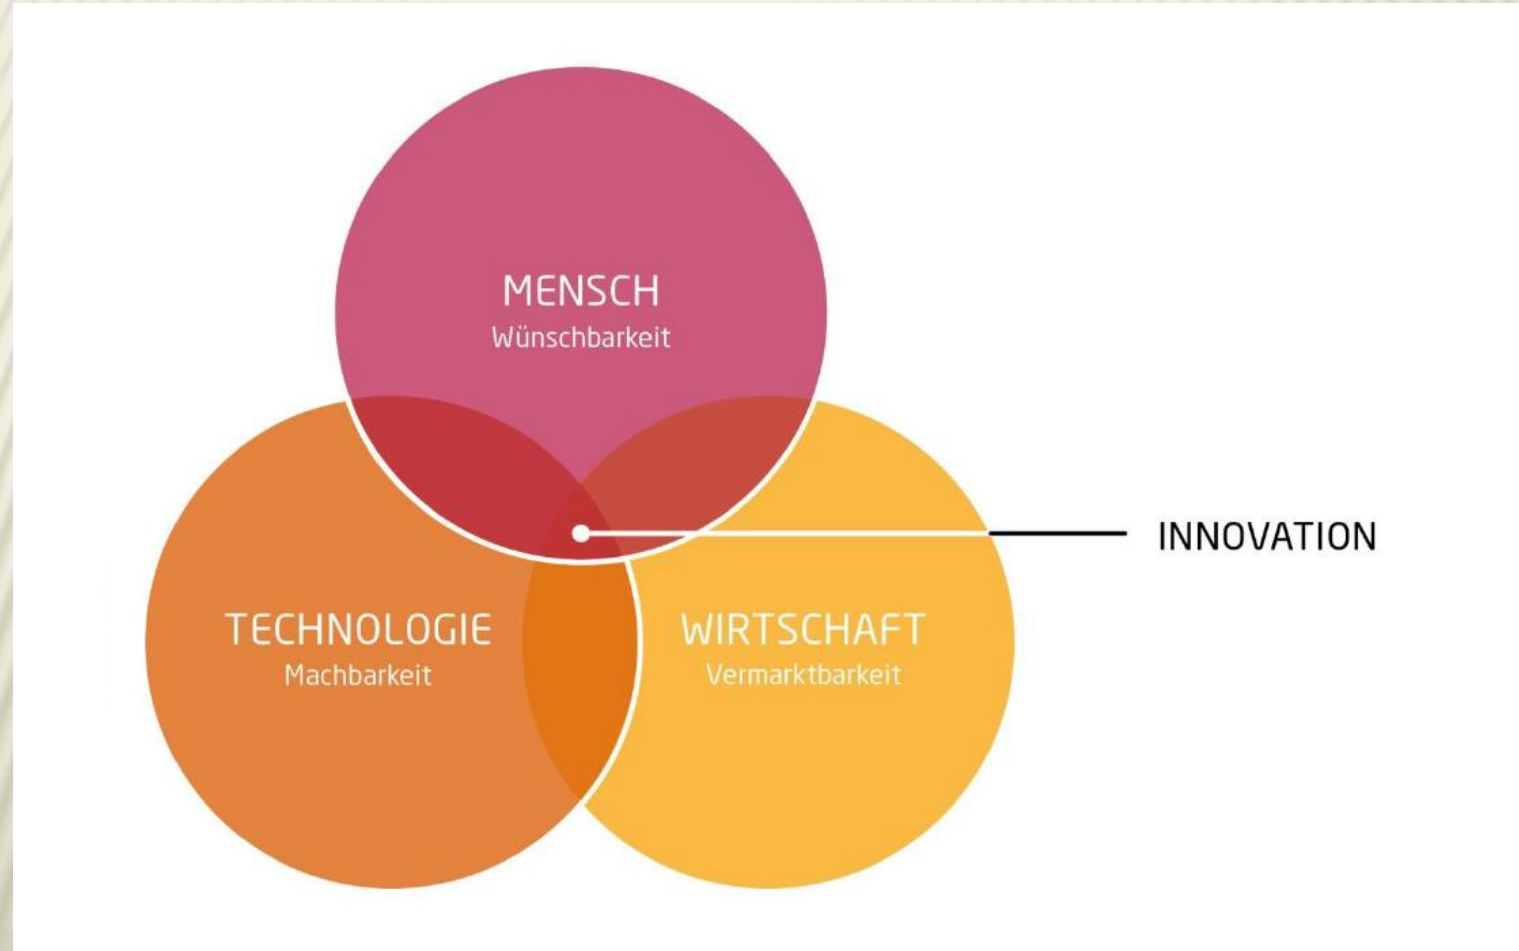 MENSCH
Wünschbarkeit
INNOVATION
TECHNOLOGIE
Machbarkeit
WIRTSCHAFT
Vermarktbarkeit